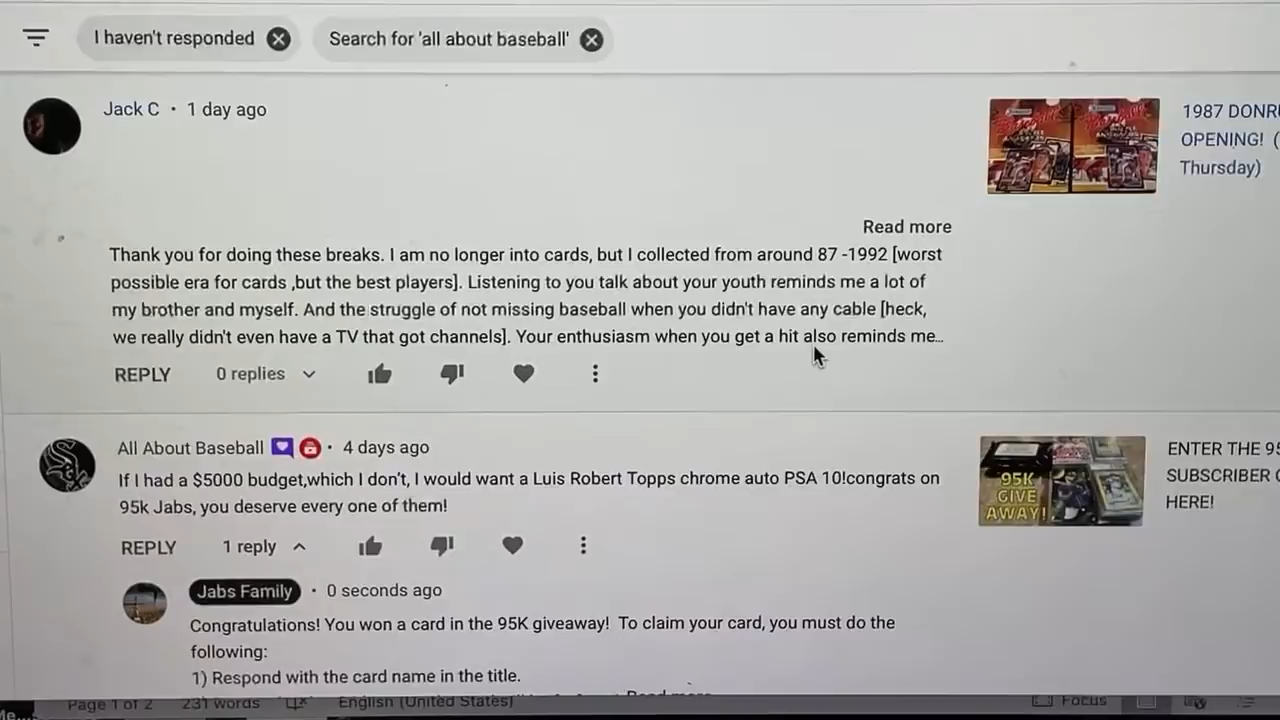 I haven't responded
Search for 'all about baseball'
Jack C • 1 day ago
1987 DONRU
OPENING! (
Thursday)
Read more
Thank you for doing these breaks. I am no longer into cards, but I collected from around 87 -1992 [worst
possible era for cards ,but the best players]. Listening to you talk about your youth reminds me a lot of
my brother and myself. And the struggle of not missing baseball when you didn't have any cable [heck,
we really didn't even have a TV that got channels]. Your enthusiasm when you get a hit also reminds me…
REPLY 0 replies
All About Baseball • 4 days ago
ENTER THE 95
SUBSCRIBER
HERE!
95K
GIVE
AWAY!
If I had a $5000 budget,which I don't, I would want a Luis Robert Topps chrome auto PSA 10!congrats on
95k Jabs, you deserve every one of them!
REPLY 1 reply
Jabs Family • 0 seconds ago
Congratulations! You won a card in the 95K giveaway! To claim your card, you must do the
following:
1) Respond with the card name in the title.
Read more
Page 1 of 2 231 words English (United States) Focus